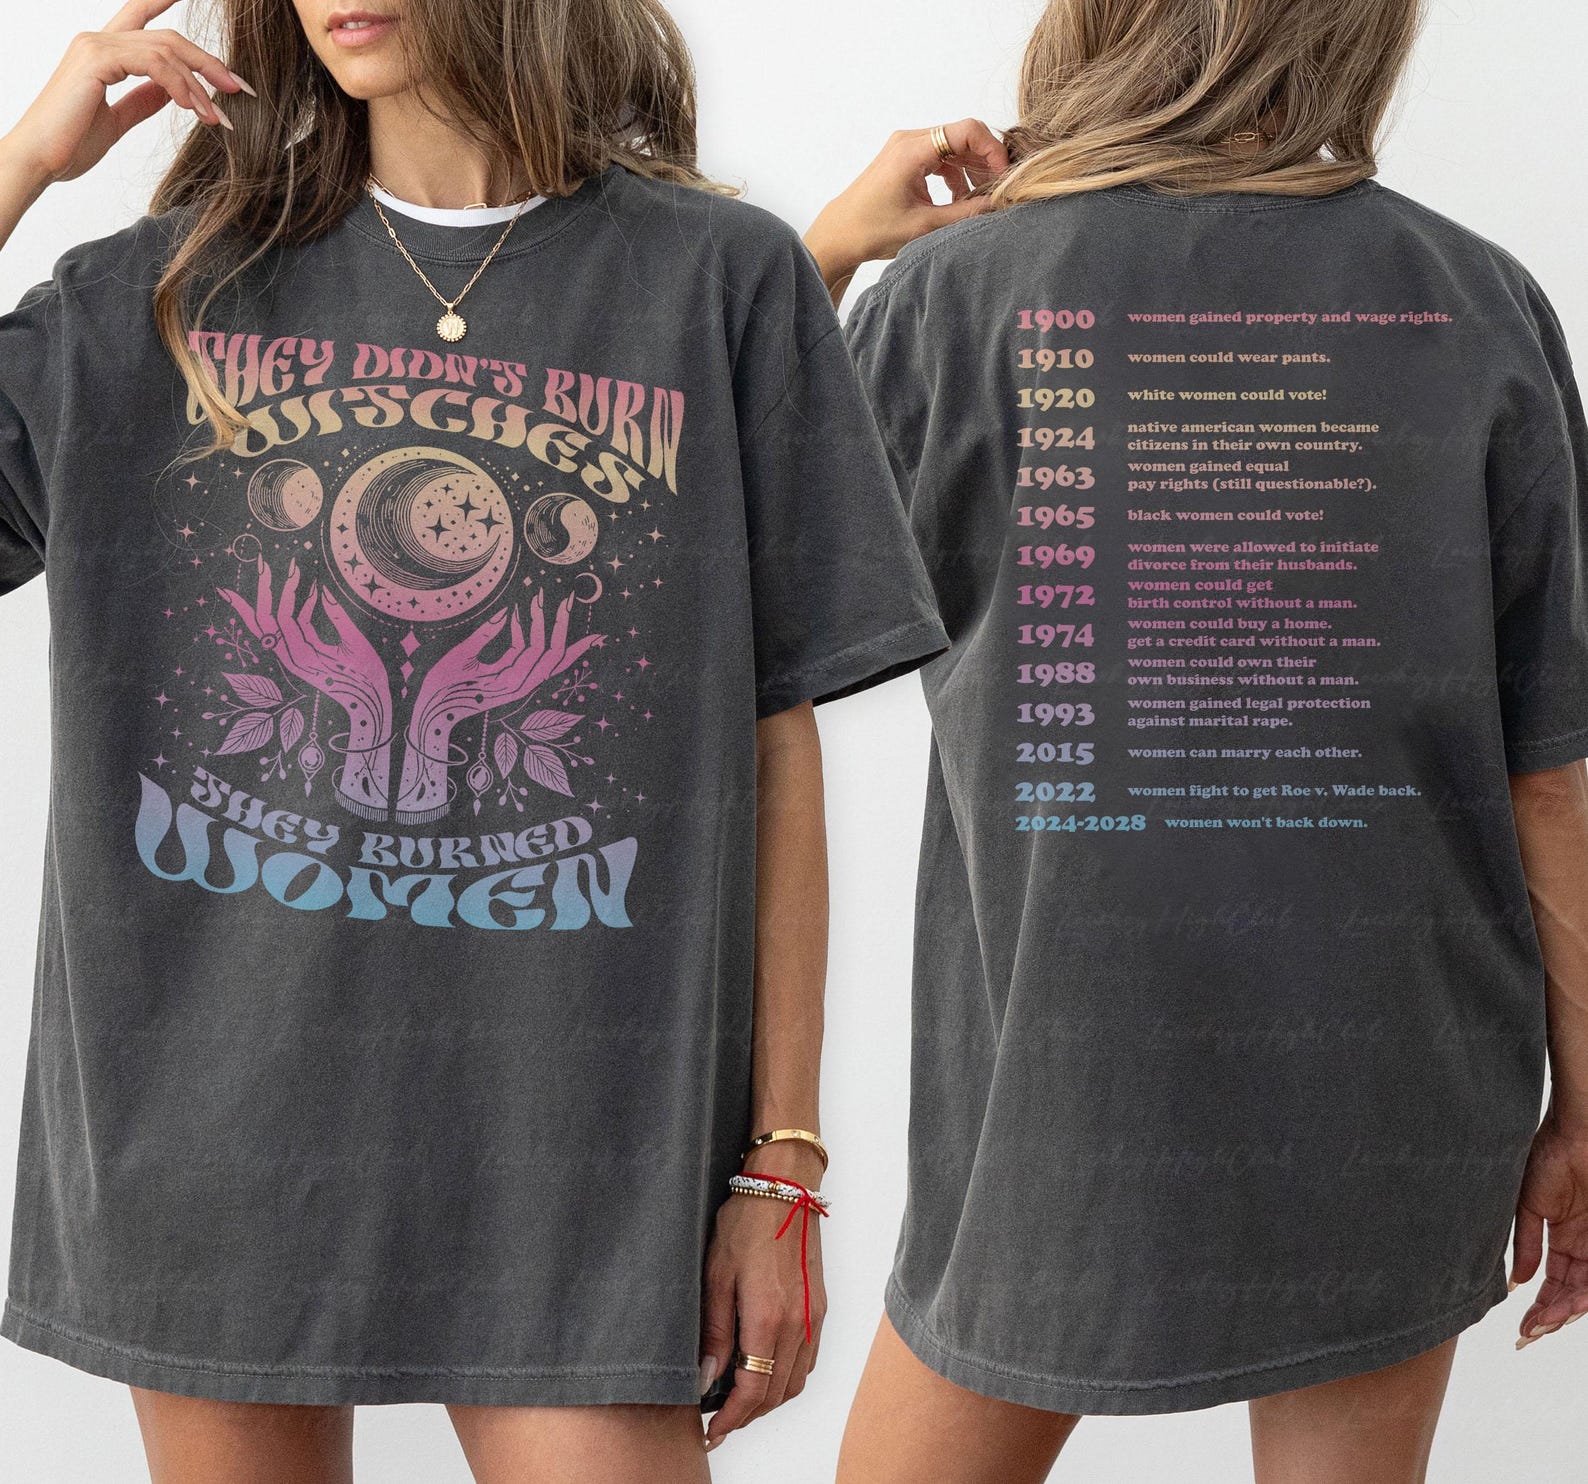 THEY DIDN'T BURN
WITCHES
THEY BURNED
WOMEN
1900 women gained property and wage rights.
1910 women could wear pants.
1920 white women could vote!
1924 native american women became
citizens in their own country.
1963 women gained equal
pay rights (still questionable?).
1965 black women could vote!
1969 women were allowed to initiate
divorce from their husbands.
1972 women could get
birth control without a man.
1974 women could buy a home.
get a credit card without a man.
1988 women could own their
own business without a man.
1993 women gained legal protection
against marital rape.
2015 women can marry each other.
2022 women fight to get Roe v. Wade back.
2024-2028 women won't back down.